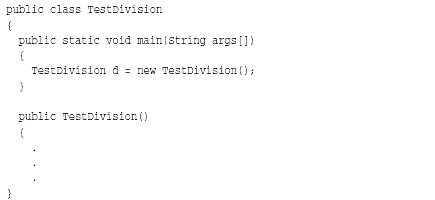 public class TestDivision
{
  public static void main(String args[])
  {
    TestDivision d = new TestDivision();
  }

  public TestDivision()
  {
    .
    .
    .
}